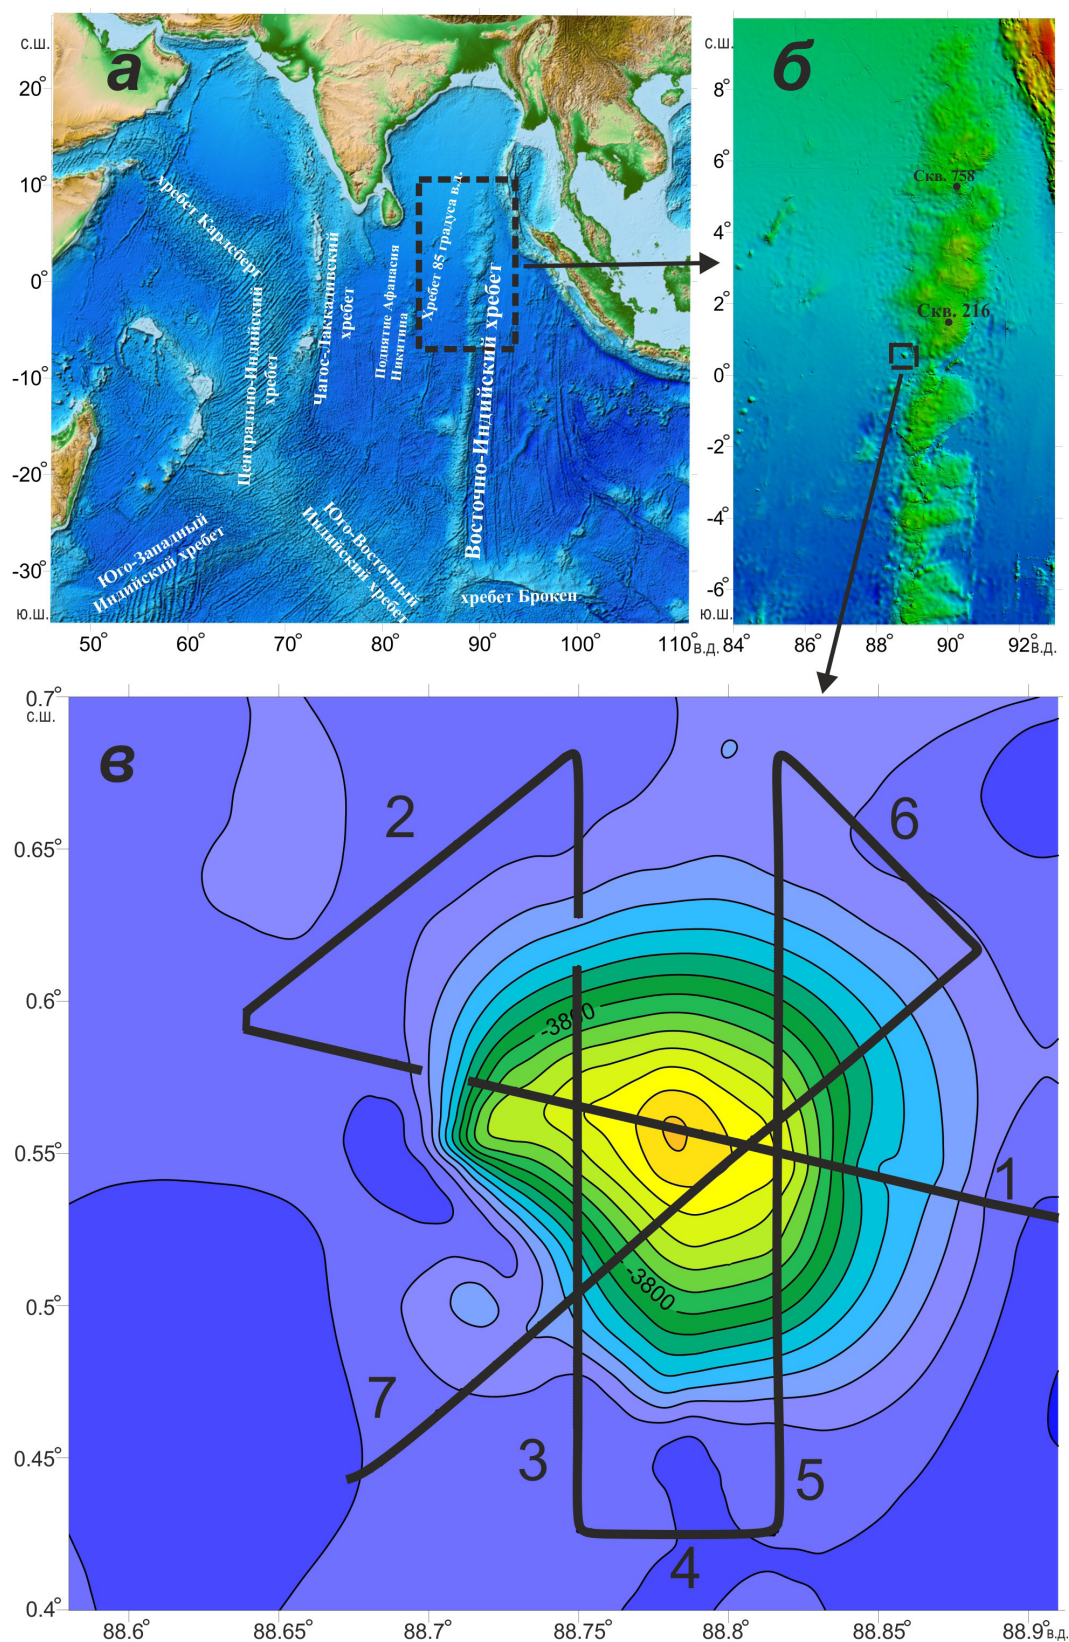 а
с.ш.
20°
10°
0°
-10°
-20°
-30°
ю.ш.
50°
60°
70°
80°
90°
100°
110°
в.д.
хребет Карлсберг
Центрально-Индийский
хребет
Чагос-Лаккадивский
хребет
Поднятие Афанасия
Никитина
Хребет 85 градуса в.д.
Восточно-Индийский хребет
Юго-Западный
Индийский хребет
Юго-Восточный
Индийский хребет
хребет Брокен
б
с.ш.
8°
6°
4°
2°
0°
-2°
-4°
-6°
ю.ш.
84°
86°
88°
90°
92°
в.д.
Скв. 758
Скв. 216
в
0.7°
с.ш.
0.65°
0.6°
0.55°
0.5°
0.45°
0.4°
88.6°
88.65°
88.7°
88.75°
88.8°
88.85°
88.9°
в.д.
2
6
-3800
1
-3800
7
3
5
4